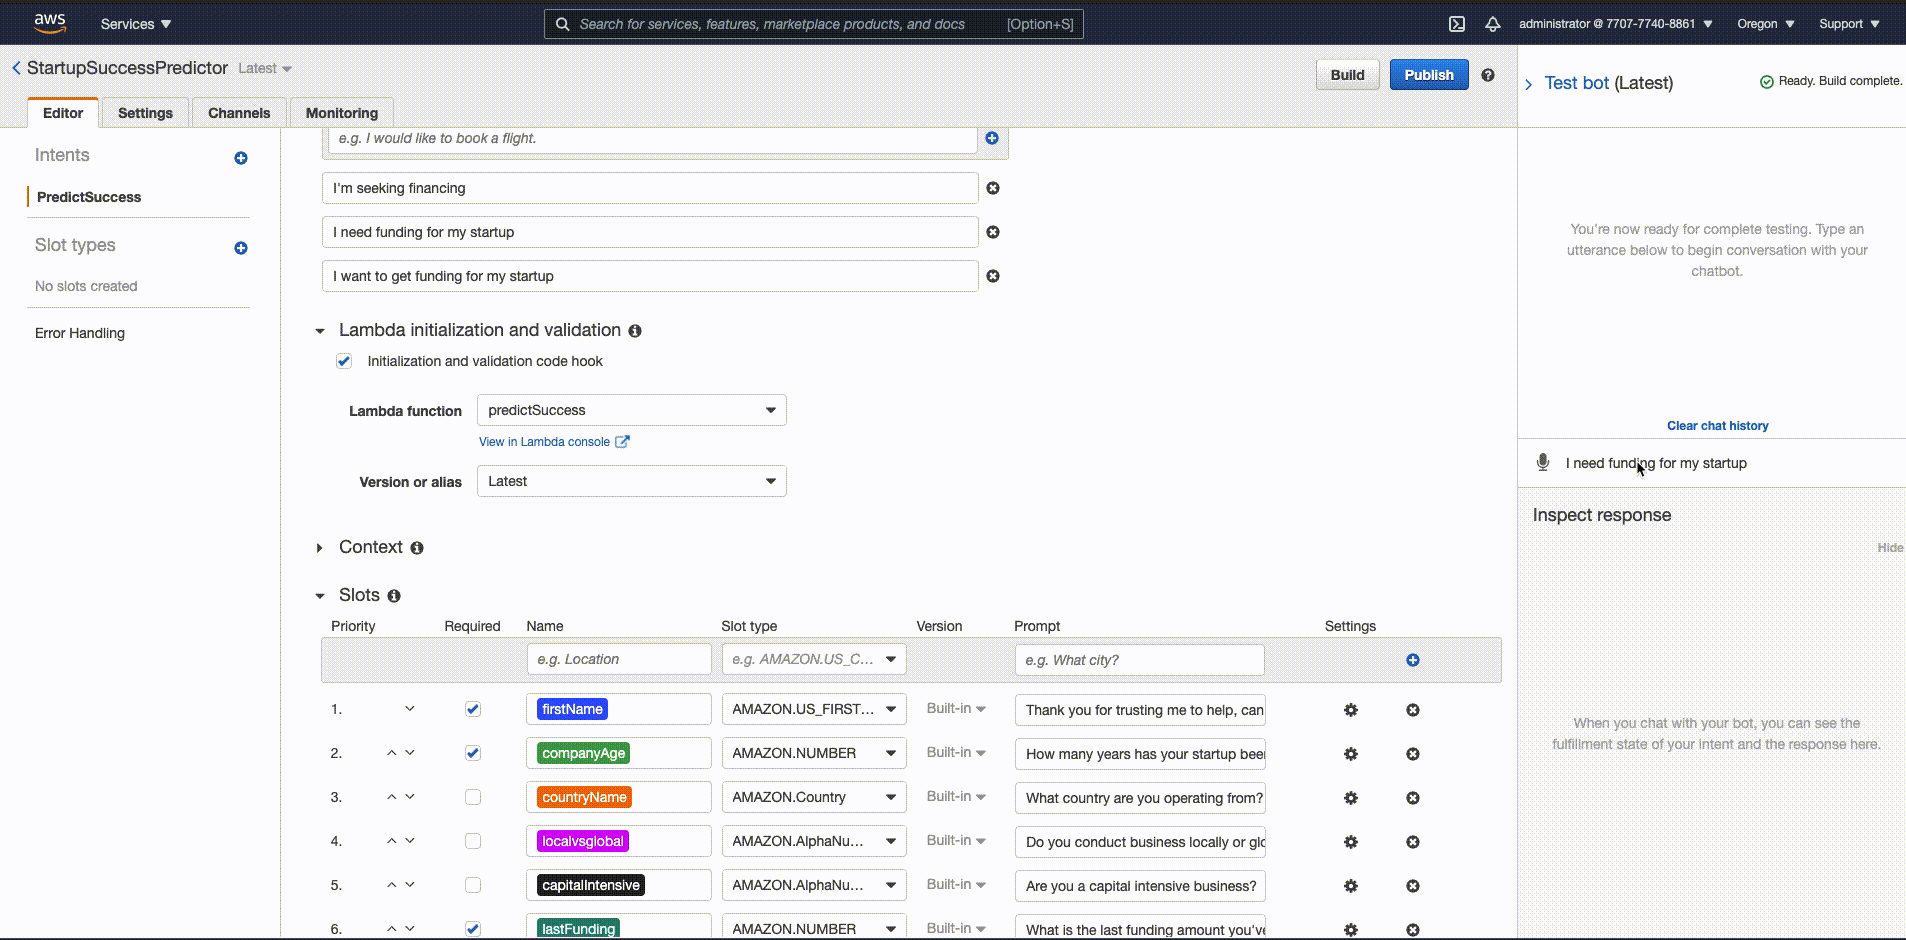 aws Services Search for services, features, marketplace products, and docs [Option+S] administrator @ 7707-7740-8861 Oregon Support
StartupSuccessPredictor Latest Build Publish
Editor Settings Channels Monitoring
Intents
PredictSuccess
Slot types
No slots created
Error Handling
e.g. I would like to book a flight.
I'm seeking financing
I need funding for my startup
I want to get funding for my startup
Lambda initialization and validation
Initialization and validation code hook
Lambda function predictSuccess
View in Lambda console
Version or alias Latest
Context
Slots
Priority Required Name Slot type Version Prompt Settings
e.g. Location e.g. AMAZON.US_C... e.g. What city?
1. firstName AMAZON.US_FIRST... Built-in Thank you for trusting me to help, can
2. companyAge AMAZON.NUMBER Built-in How many years has your startup bee
3. countryName AMAZON.Country Built-in What country are you operating from?
4. localvsglobal AMAZON.AlphaNu... Built-in Do you conduct business locally or glo
5. capitalIntensive AMAZON.AlphaNu... Built-in Are you a capital intensive business?
6. lastFunding AMAZON.NUMBER Built-in What is the last funding amount you've
Test bot (Latest) Ready. Build complete.
You're now ready for complete testing. Type an
utterance below to begin conversation with your
chatbot.
Clear chat history
I need funding for my startup
Inspect response
Hide
When you chat with your bot, you can see the
fulfillment state of your intent and the response here.